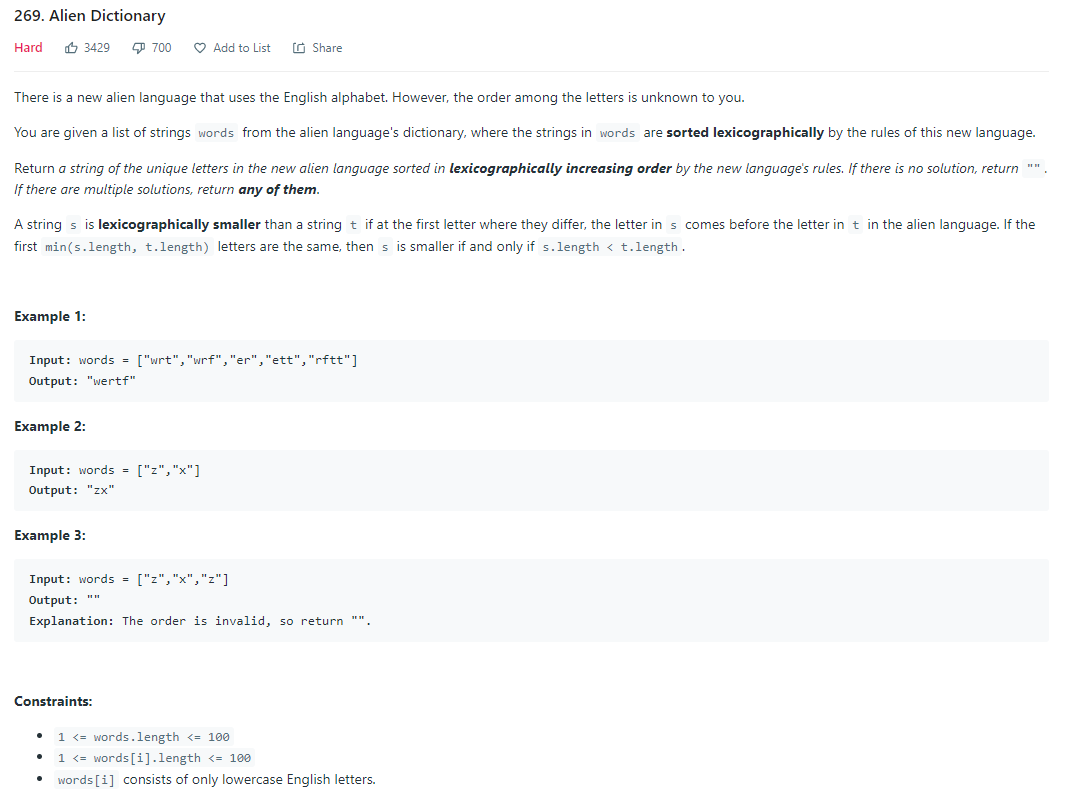 269. Alien Dictionary
Hard 3429 700 Add to List Share
There is a new alien language that uses the English alphabet. However, the order among the letters is unknown to you.
You are given a list of strings words from the alien language's dictionary, where the strings in words are sorted lexicographically by the rules of this new language.
Return a string of the unique letters in the new alien language sorted in lexicographically increasing order by the new language's rules. If there is no solution, return "".
If there are multiple solutions, return any of them.
A string s is lexicographically smaller than a string t if at the first letter where they differ, the letter in s comes before the letter in t in the alien language. If the
first min(s.length, t.length) letters are the same, then s is smaller if and only if s.length < t.length.
Example 1:
Input: words = ["wrt","wrf","er","ett","rftt"]
Output: "wertf"
Example 2:
Input: words = ["z","x"]
Output: "zx"
Example 3:
Input: words = ["z","x","z"]
Output: ""
Explanation: The order is invalid, so return "".
Constraints:
• 1 <= words.length <= 100
• 1 <= words[i].length <= 100
• words[i] consists of only lowercase English letters.